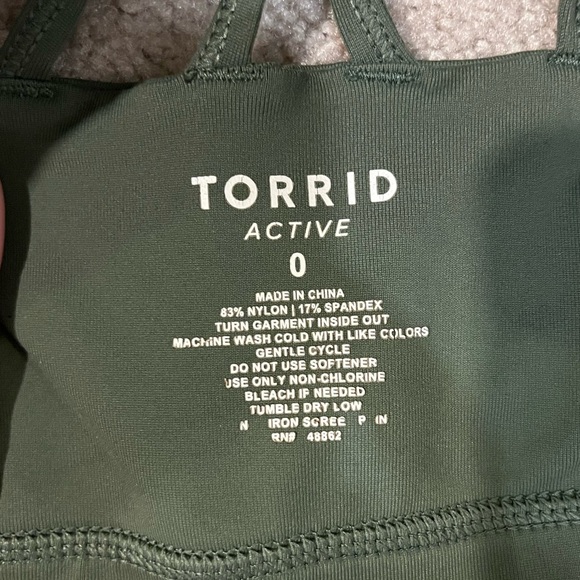 TORRID
ACTIVE
0
MADE IN CHINA
83% NYLON | 17% SPANDEX
TURN GARMENT INSIDE OUT
MACHINE WASH COLD WITH LIKE COLORS
GENTLE CYCLE
DO NOT USE SOFTENER
USE ONLY NON-CHLORINE
BLEACH IF NEEDED
TUMBLE DRY LOW
IRON
RN# 48862